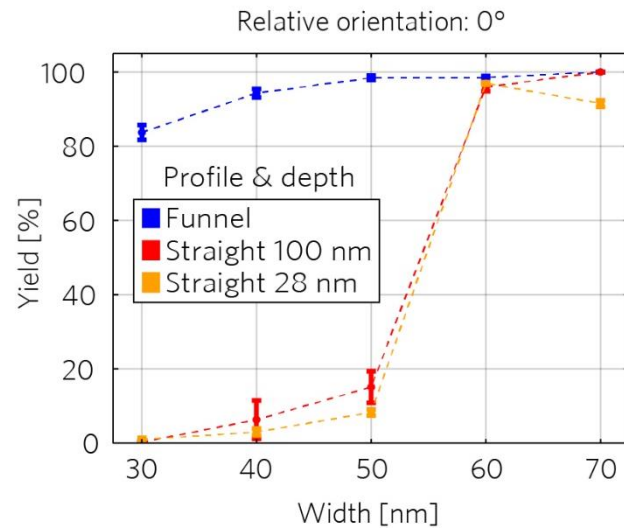 Relative orientation: 0°
100
80
60
40
20
0
Yield [%]
Profile & depth
Funnel
Straight 100 nm
Straight 28 nm
30 40 50 60 70
Width [nm]